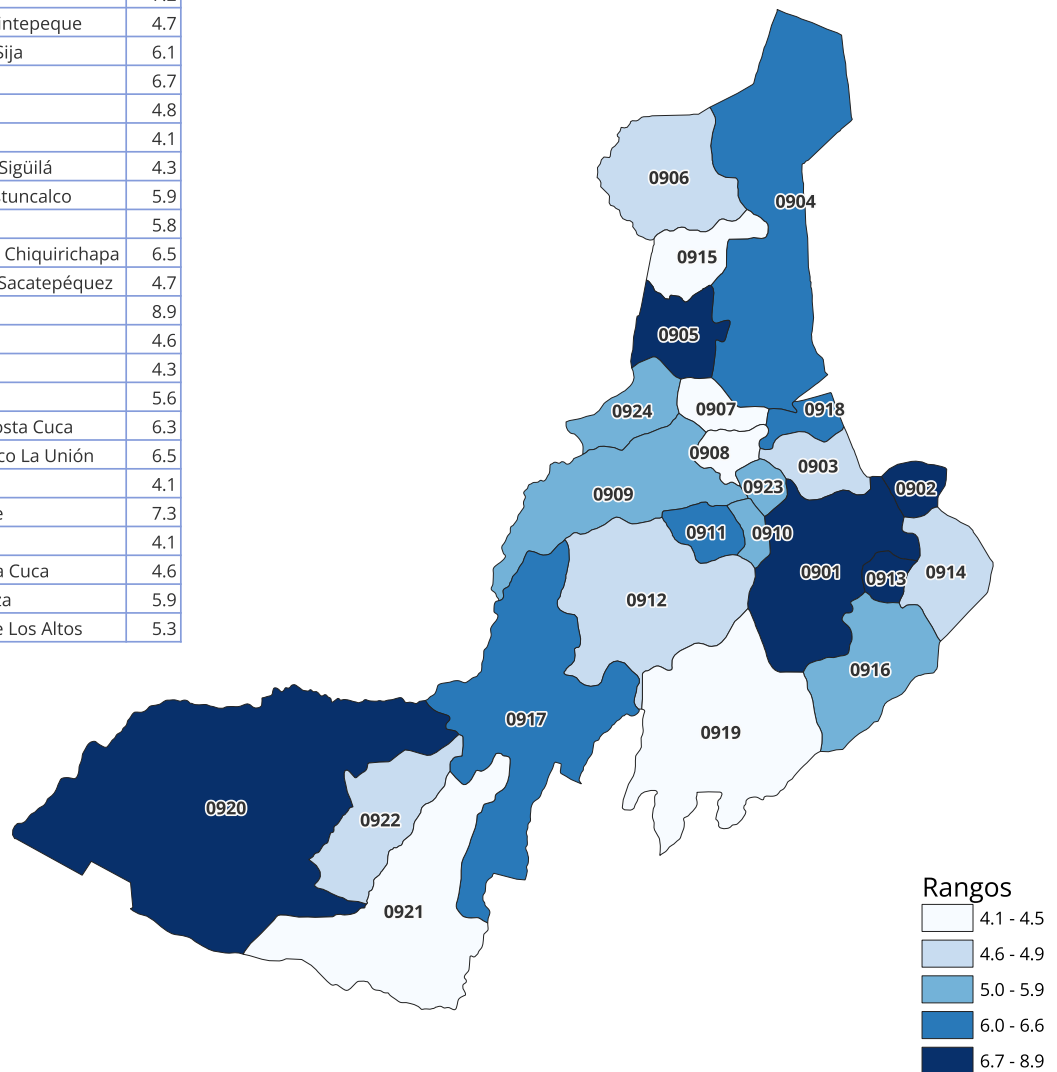 intepeque 4.7
Sija 6.1
6.7
4.8
4.1
Sigüilá 4.3
tuncalco 5.9
5.8
Chiquirichapa 6.5
Sacatepéquez 4.7
8.9
4.6
4.3
5.6
osta Cuca 6.3
co La Unión 6.5
4.1
e 7.3
4.1
a Cuca 4.6
za 5.9
e Los Altos 5.3
0906
0904
0915
0905
0924
0907
0918
0908
0903
0909
0923
0902
0911
0910
0901
0913
0914
0912
0916
0917
0919
0920
0922
0921
Rangos
4.1 - 4.5
4.6 - 4.9
5.0 - 5.9
6.0 - 6.6
6.7 - 8.9